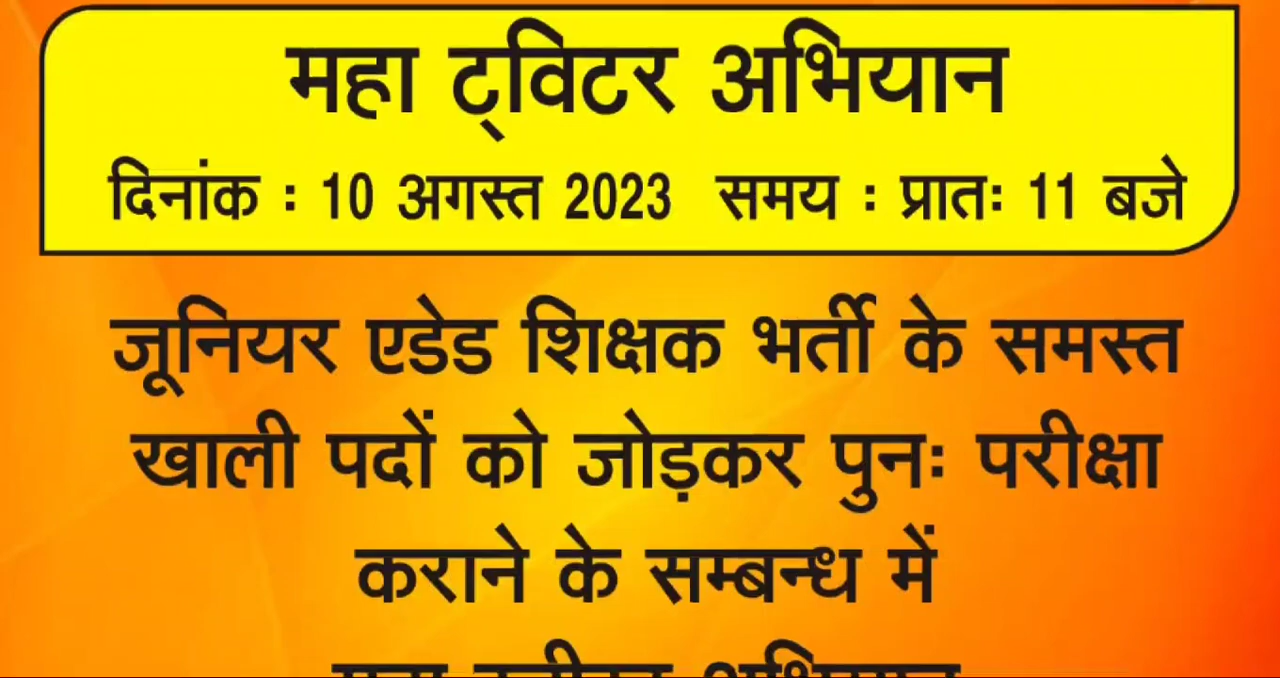 महा ट्विटर अभियान
दिनांक : 10 अगस्त 2023 समय : प्रातः 11 बजे
जूनियर एडेड शिक्षक भर्ती के समस्त
खाली पदों को जोड़कर पुनः परीक्षा
कराने के सम्बन्ध में